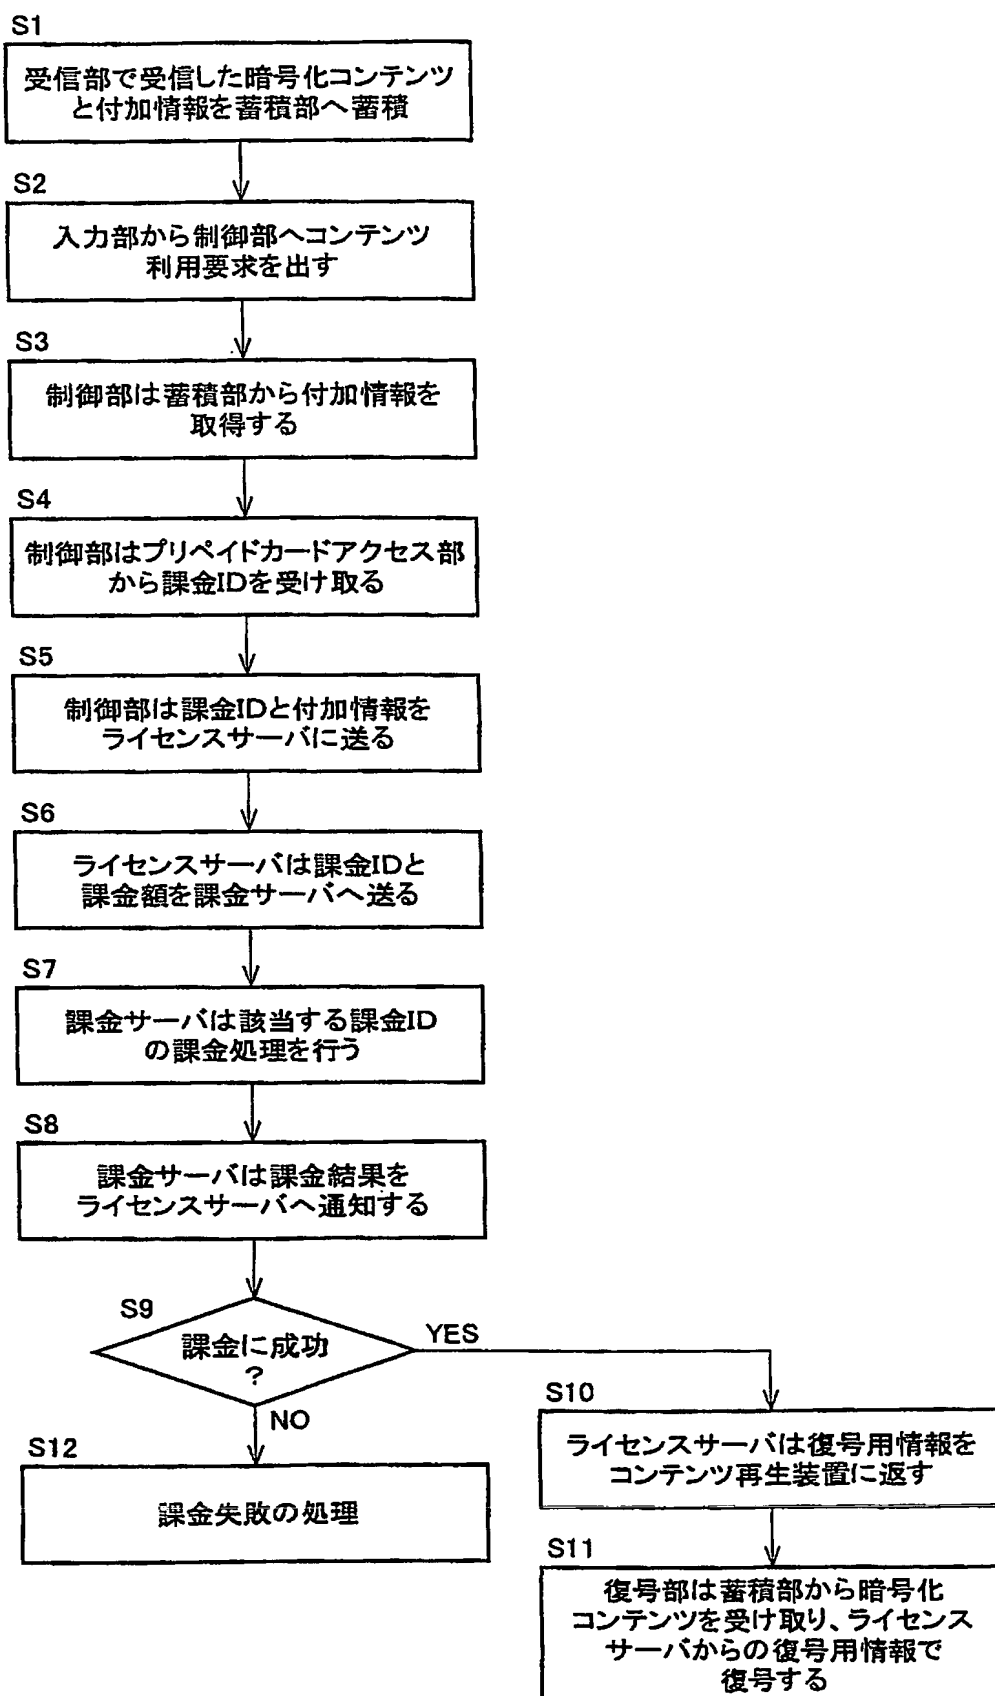 S1
受信部で受信した暗号化コンテンツ
と付加情報を蓄積部へ蓄積
S2
入力部から制御部へコンテンツ
利用要求を出す
S3
制御部は蓄積部から付加情報を
取得する
S4
制御部はプリペイドカードアクセス部
から課金IDを受け取る
S5
制御部は課金IDと付加情報を
ライセンスサーバに送る
S6
ライセンスサーバは課金IDと
課金額を課金サーバへ送る
S7
課金サーバは該当する課金ID
の課金処理を行う
S8
課金サーバは課金結果を
ライセンスサーバへ通知する
S9
課金に成功
?
YES
NO
S10
ライセンスサーバは復号用情報を
コンテンツ再生装置に返す
S12
課金失敗の処理
S11
復号部は蓄積部から暗号化
コンテンツを受け取り、ライセンス
サーバからの復号用情報で
復号する